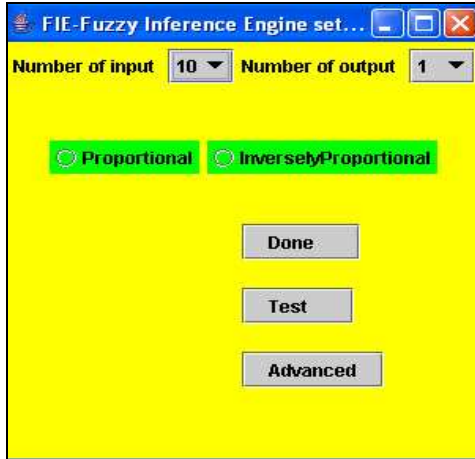 FIE-Fuzzy Inference Engine set...
Number of input 10 Number of output 1
Proportional InverselyProportional
Done
Test
Advanced